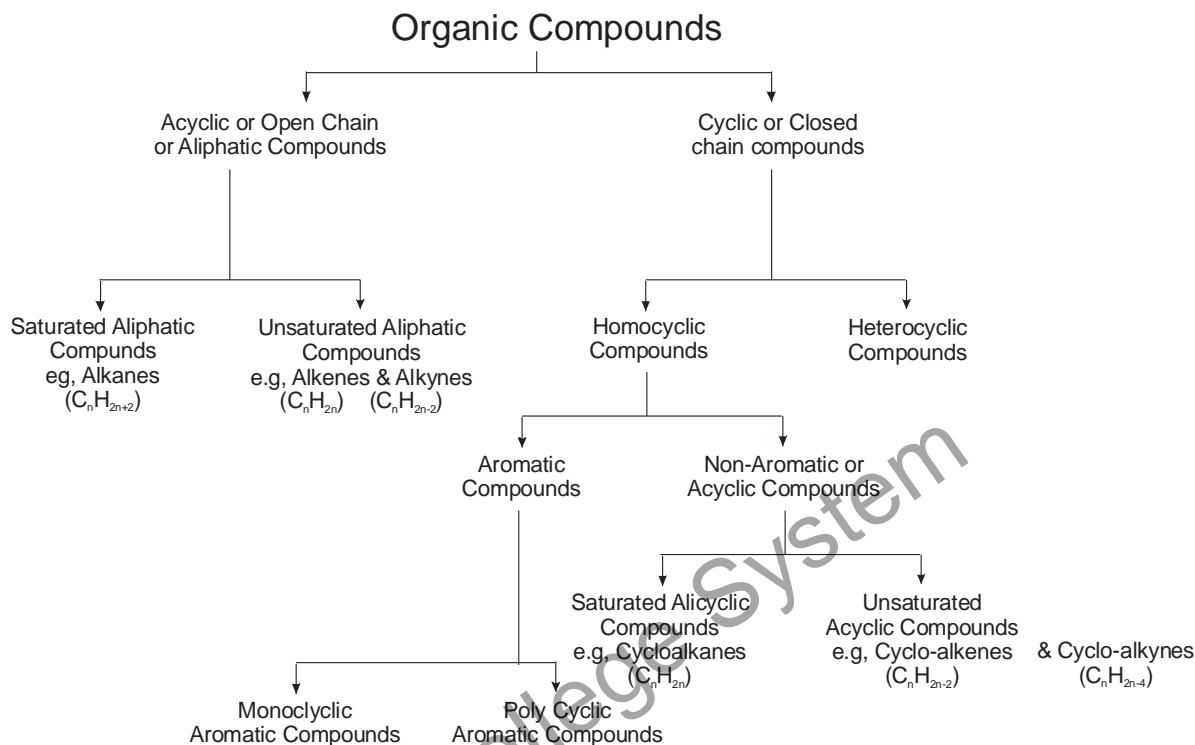 Organic Compounds
Acyclic or Open Chain
or Aliphatic Compounds
Cyclic or Closed
chain compounds
Saturated Aliphatic
Compunds
eg, Alkanes
(CₙH₂ₙ₊₂)
Unsaturated Aliphatic
Compounds
e.g, Alkenes & Alkynes
(CₙH₂ₙ) (CₙH₂ₙ₋₂)
Homocyclic
Compounds
Heterocyclic
Compounds
Aromatic
Compounds
Non-Aromatic or
Acyclic Compounds
Saturated Alicyclic
Compounds
e.g, Cycloalkanes
(CₙH₂ₙ)
Unsaturated
Acyclic Compounds
e.g, Cyclo-alkenes & Cyclo-alkynes
(CₙH₂ₙ₋₂) (CₙH₂ₙ₋₄)
Monoclyclic
Aromatic Compounds
Poly Cyclic
Aromatic Compounds
llege System